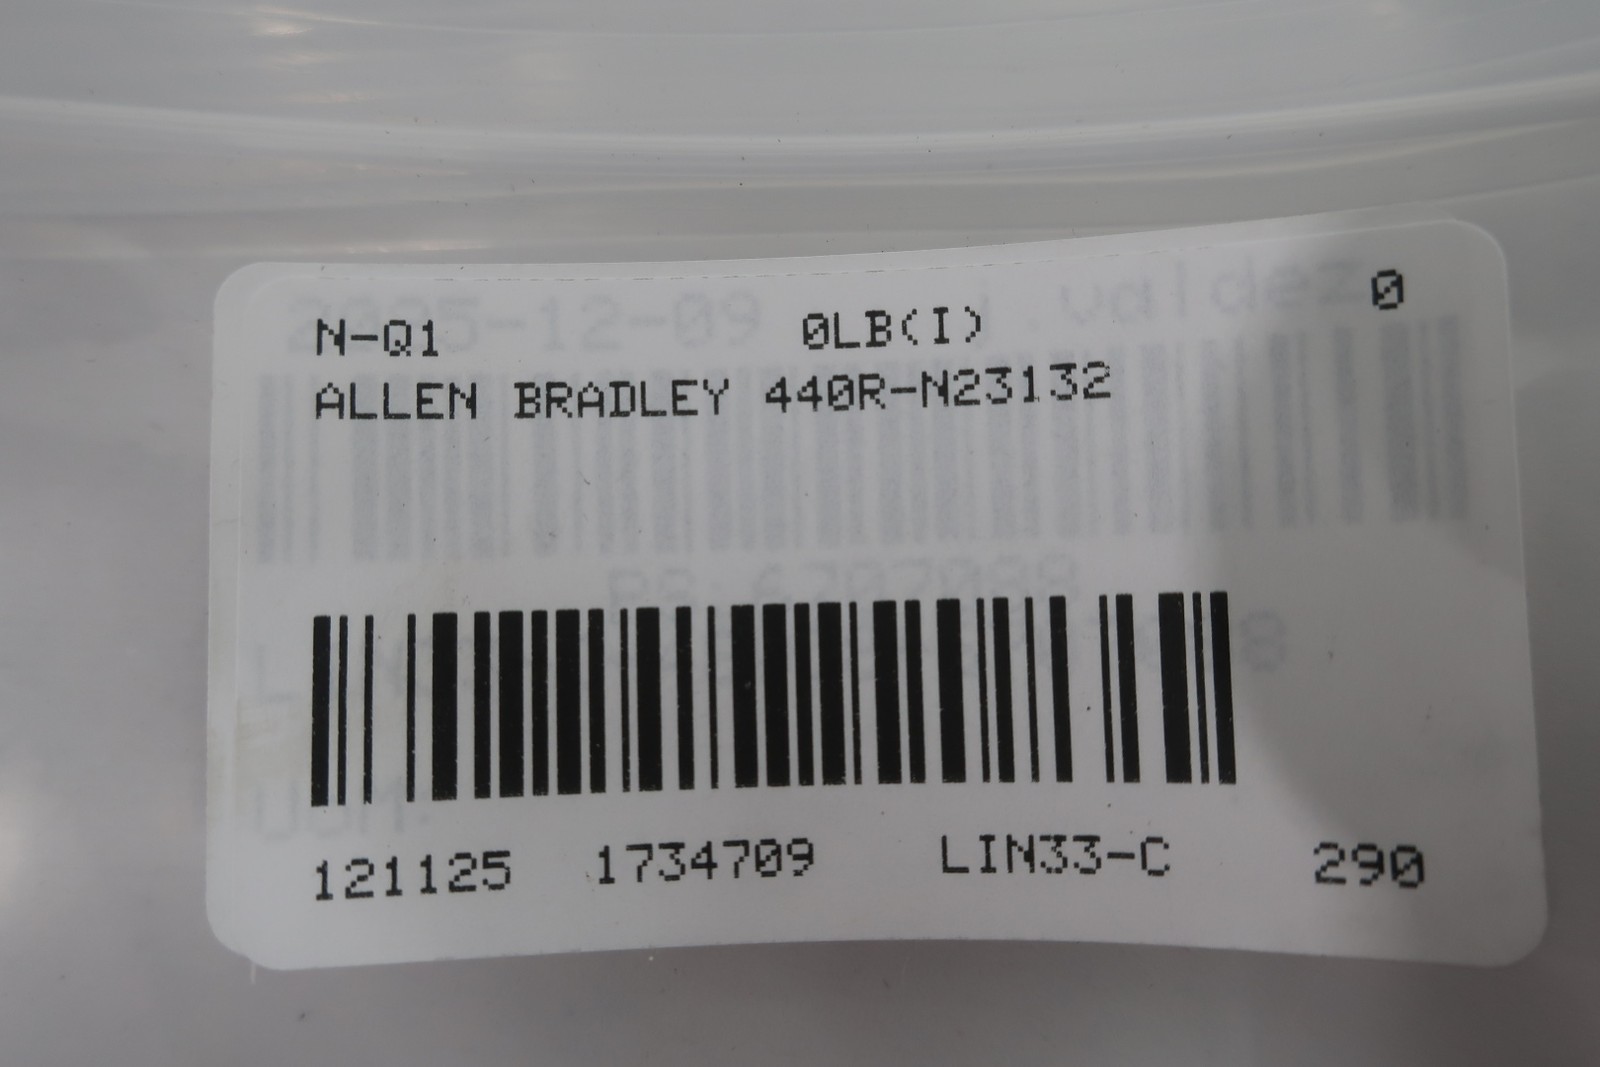 N-Q1 0LB(I) 0
ALLEN BRADLEY 440R-N23132
121125 1734709 LIN33-C 290